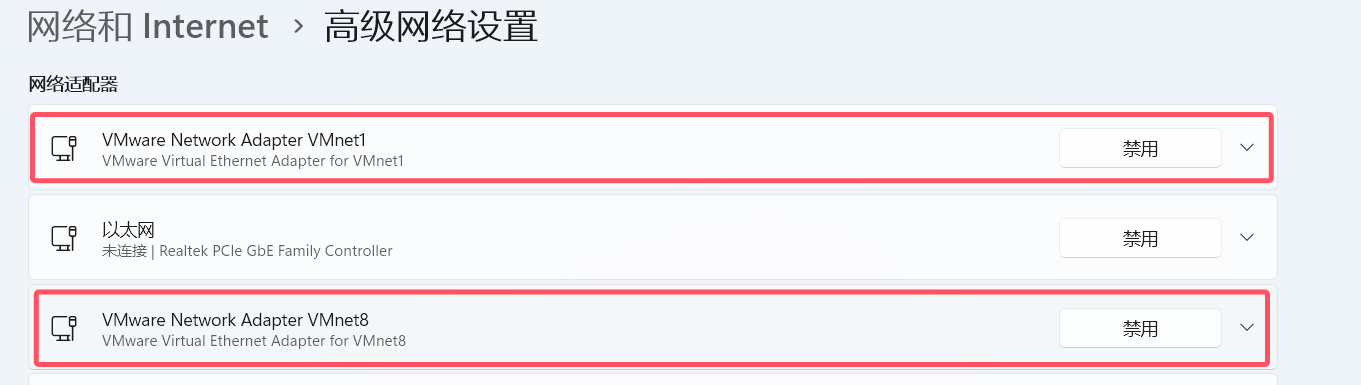 网络和 Internet › 高级网络设置
网络适配器
VMware Network Adapter VMnet1
VMware Virtual Ethernet Adapter for VMnet1
禁用
以太网
未连接 | Realtek PCIe GbE Family Controller
禁用
VMware Network Adapter VMnet8
VMware Virtual Ethernet Adapter for VMnet8
禁用